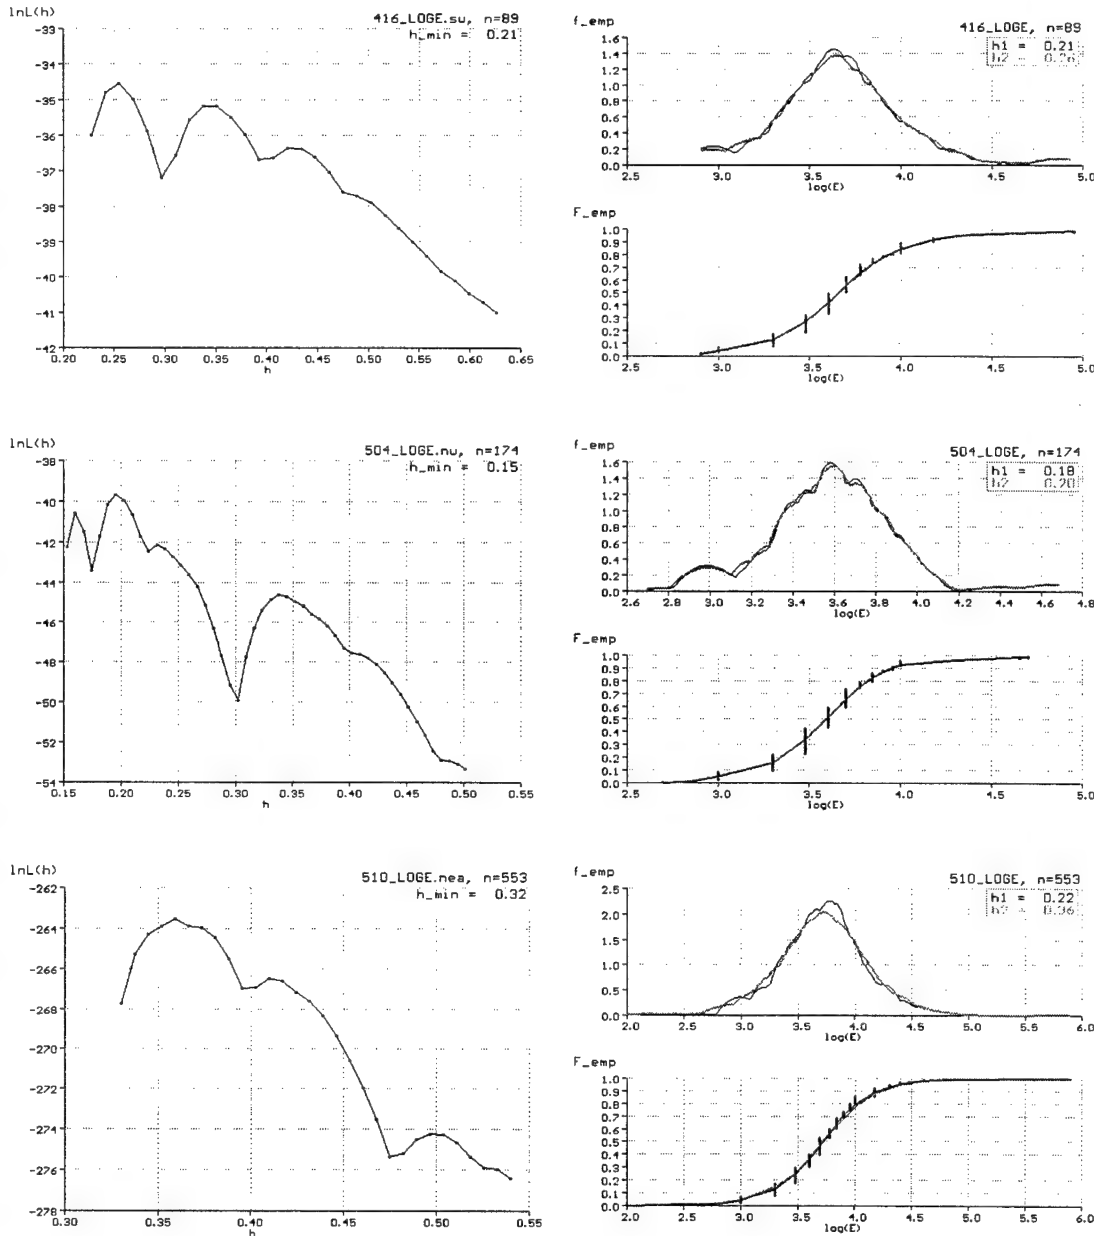 lnL(h)
416_LOGE.su, n=89
h_min = 0.21
-33
-34
-35
-36
-37
-38
-39
-40
-41
-42
0.20 0.25 0.30 0.35 0.40 0.45 0.50 0.55 0.60 0.65
h
f_emp
416_LOGE, n=89
h1 = 0.21
h2 = 0.26
1.6
1.4
1.2
1.0
0.8
0.6
0.4
0.2
0.0
2.5 3.0 3.5 4.0 4.5 5.0
log(E)
F_emp
1.0
0.9
0.8
0.7
0.6
0.5
0.4
0.3
0.2
0.1
0.0
2.5 3.0 3.5 4.0 4.5 5.0
log(E)
lnL(h)
504_LOGE.nu, n=174
h_min = 0.15
-38
-40
-42
-44
-46
-48
-50
-52
-54
0.15 0.20 0.25 0.30 0.35 0.40 0.45 0.50 0.55
h
f_emp
504_LOGE, n=174
h1 = 0.18
h2 0.20
1.6
1.4
1.2
1.0
0.8
0.6
0.4
0.2
0.0
2.6 2.8 3.0 3.2 3.4 3.6 3.8 4.0 4.2 4.4 4.6 4.8
log(E)
F_emp
1.0
0.9
0.8
0.7
0.6
0.5
0.4
0.3
0.2
0.1
0.0
2.5 3.0 3.5 4.0 4.5 5.0
log(E)
lnL(h)
510_LOGE.nea, n=553
h_min = 0.32
-262
-264
-266
-268
-270
-272
-274
-276
-278
0.30 0.35 0.40 0.45 0.50 0.55
h
f_emp
510_LOGE, n=553
h1 = 0.22
h2 = 0.36
2.5
2.0
1.5
1.0
0.5
0.0
2.0 2.5 3.0 3.5 4.0 4.5 5.0 5.5 6.0
log(E)
F_emp
1.0
0.9
0.8
0.7
0.6
0.5
0.4
0.3
0.2
0.1
0.0
2.0 2.5 3.0 3.5 4.0 4.5 5.0 5.5 6.0
log(E)